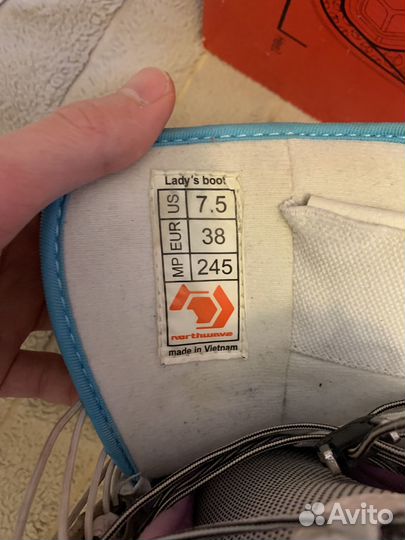 Lady's boot
US 7.5
EUR 38
MP 245
northwave
made in Vietnam
Avito